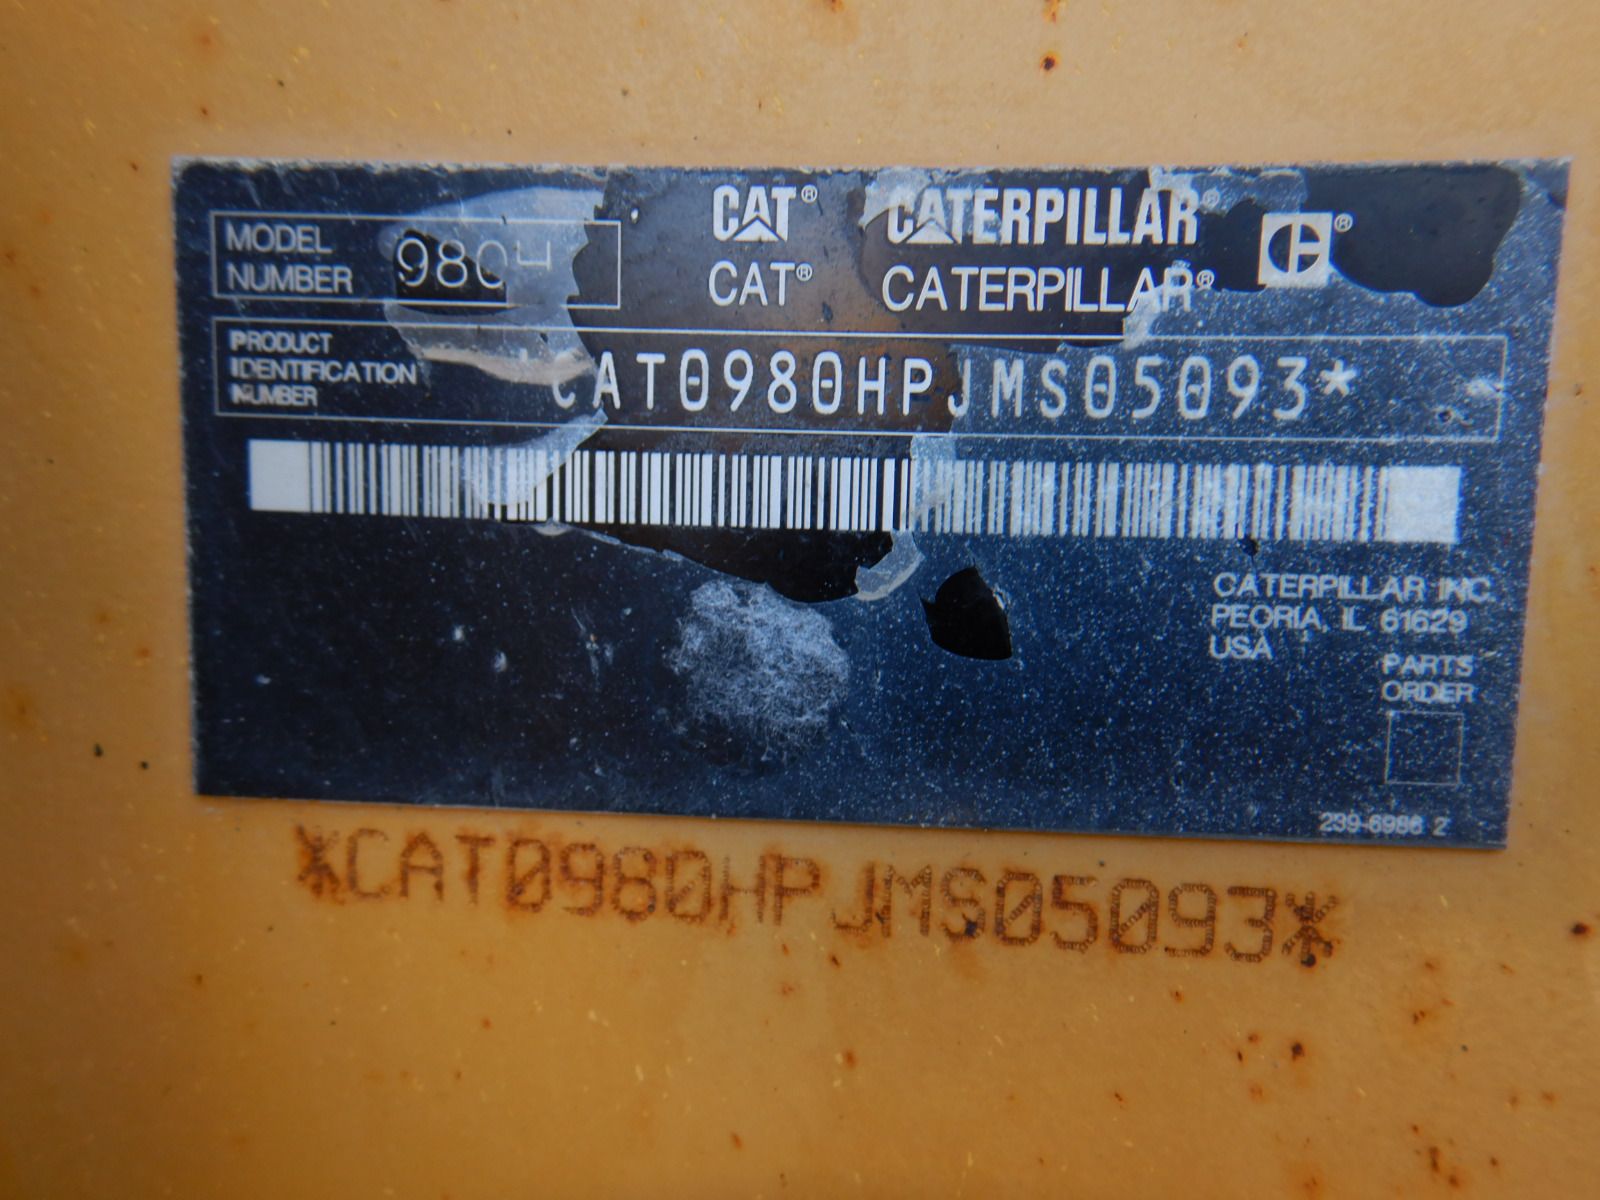 MODEL NUMBER 980H
CAT® CATERPILLAR®
CAT® CATERPILLAR®
PRODUCT IDENTIFICATION NUMBER
*CAT0980HPJMS05093*
CATERPILLAR INC.
PEORIA, IL 61629
USA
PARTS
ORDER
239-6986 2
*CAT0980HPJMS05093*